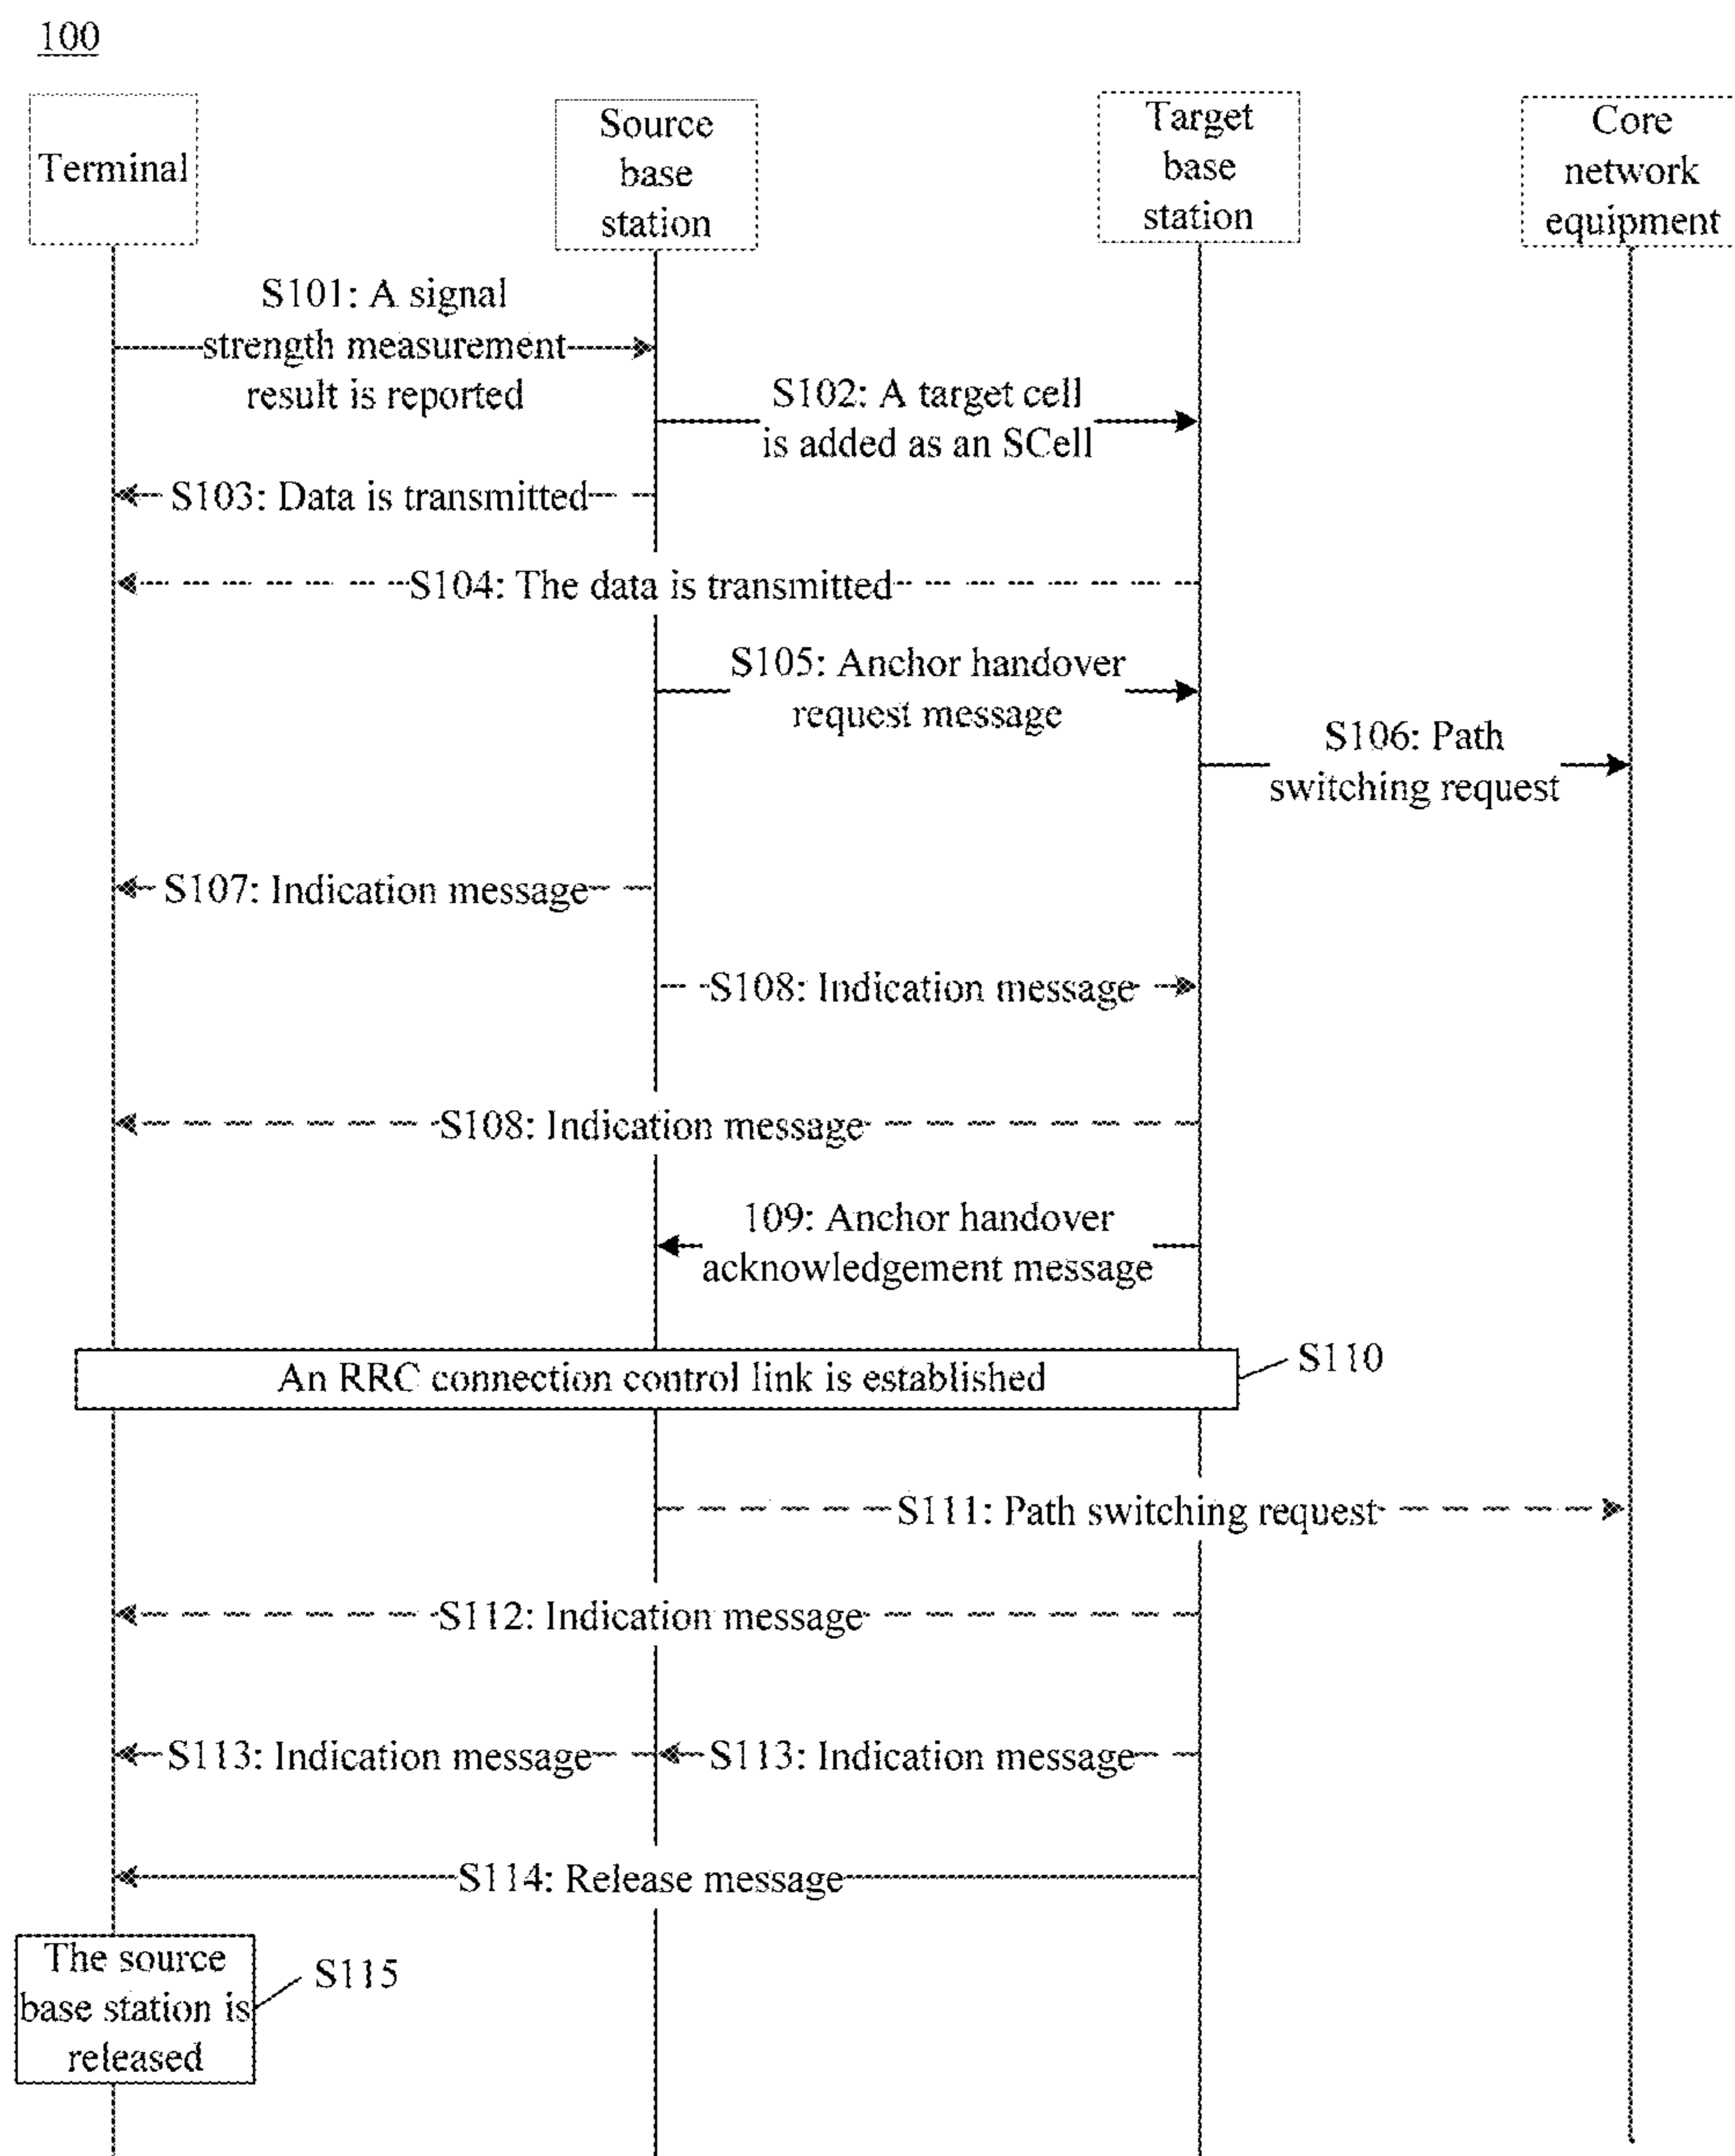 100
Terminal
Source
base
station
Target
base
station
Core
network
equipment
S101: A signal
strength measurement
result is reported
S102: A target cell
is added as an SCell
S103: Data is transmitted
S104: The data is transmitted
S105: Anchor handover
request message
S106: Path
switching request
S107: Indication message
S108: Indication message
S108: Indication message
109: Anchor handover
acknowledgement message
An RRC connection control link is established
S110
S111: Path switching request
S112: Indication message
S113: Indication message
S113: Indication message
S114: Release message
The source
base station is
released
S115